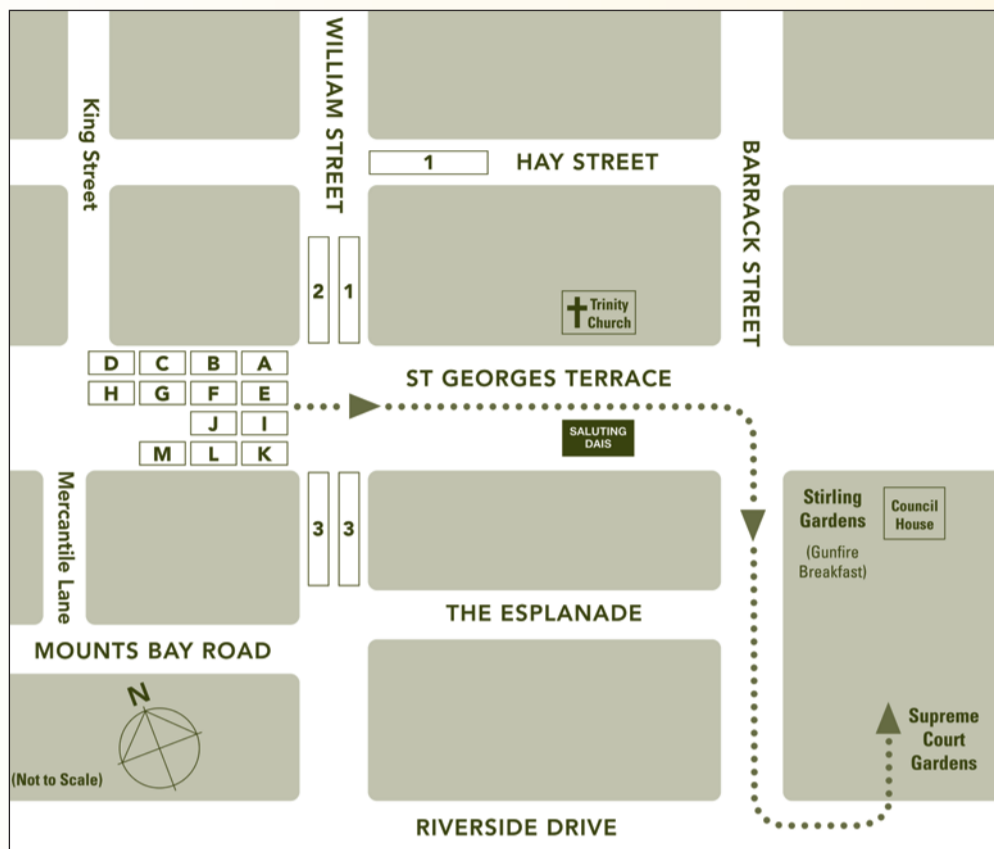 King Street
WILLIAM STREET
1
HAY STREET
BARRACK STREET
2
1
Trinity
Church
D C B A
ST GEORGES TERRACE
H G F E
J I
SALUTING
DAIS
M L K
Mercantile Lane
3
3
Stirling
Gardens
Council
House
(Gunfire
Breakfast)
THE ESPLANADE
MOUNTS BAY ROAD
N
(Not to Scale)
Supreme
Court
Gardens
RIVERSIDE DRIVE